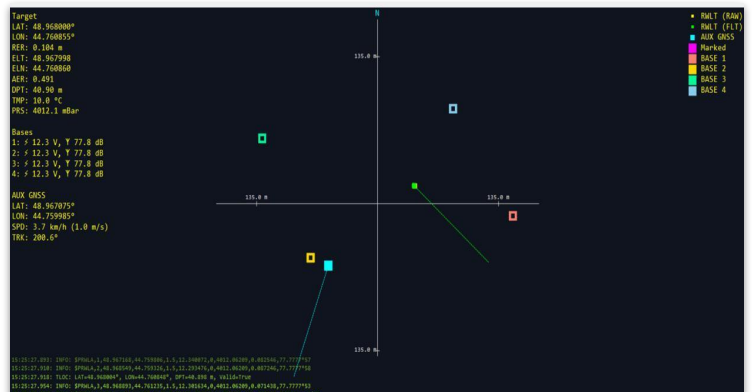 Target
LAT: 48.968000°
LON: 44.760855°
RER: 0.104 m
ELT: 48.967998
ELN: 44.760860
AER: 0.491
DPT: 40.90 m
TMP: 10.0 °C
PRS: 4012.1 mBar
Bases
1: ⚡ 12.3 V, Y 77.8 dB
2: ⚡ 12.3 V, Y 77.8 dB
3: ⚡ 12.3 V, Y 77.8 dB
4: ⚡ 12.3 V, Y 77.8 dB
AUX GNSS
LAT: 48.967075°
LON: 44.759985°
SPD: 3.7 km/h (1.0 m/s)
TRK: 200.6°
N
135.0 m
135.0 m
135.0 m
135.0 m
RWLT (RAW)
RWLT (FLT)
AUX GNSS
Marked
BASE 1
BASE 2
BASE 3
BASE 4
15:25:27.893: INFO: $PRWLA,1,48.967168,44.759806,1.5,12.340072,0,4012.06209,0.082546,77.7777*57
15:25:27.910: INFO: $PRWLA,2,48.968549,44.759326,1.5,12.293476,0,4012.06209,0.087246,77.7777*58
15:25:27.918: TLOC: LAT=48.968004°, LON=44.760848°, DPT=40.898 m, Valid=True
15:25:27.954: INFO: $PRWLA,3,48.968893,44.761235,1.5,12.301634,0,4012.06209,0.071438,77.7777*53